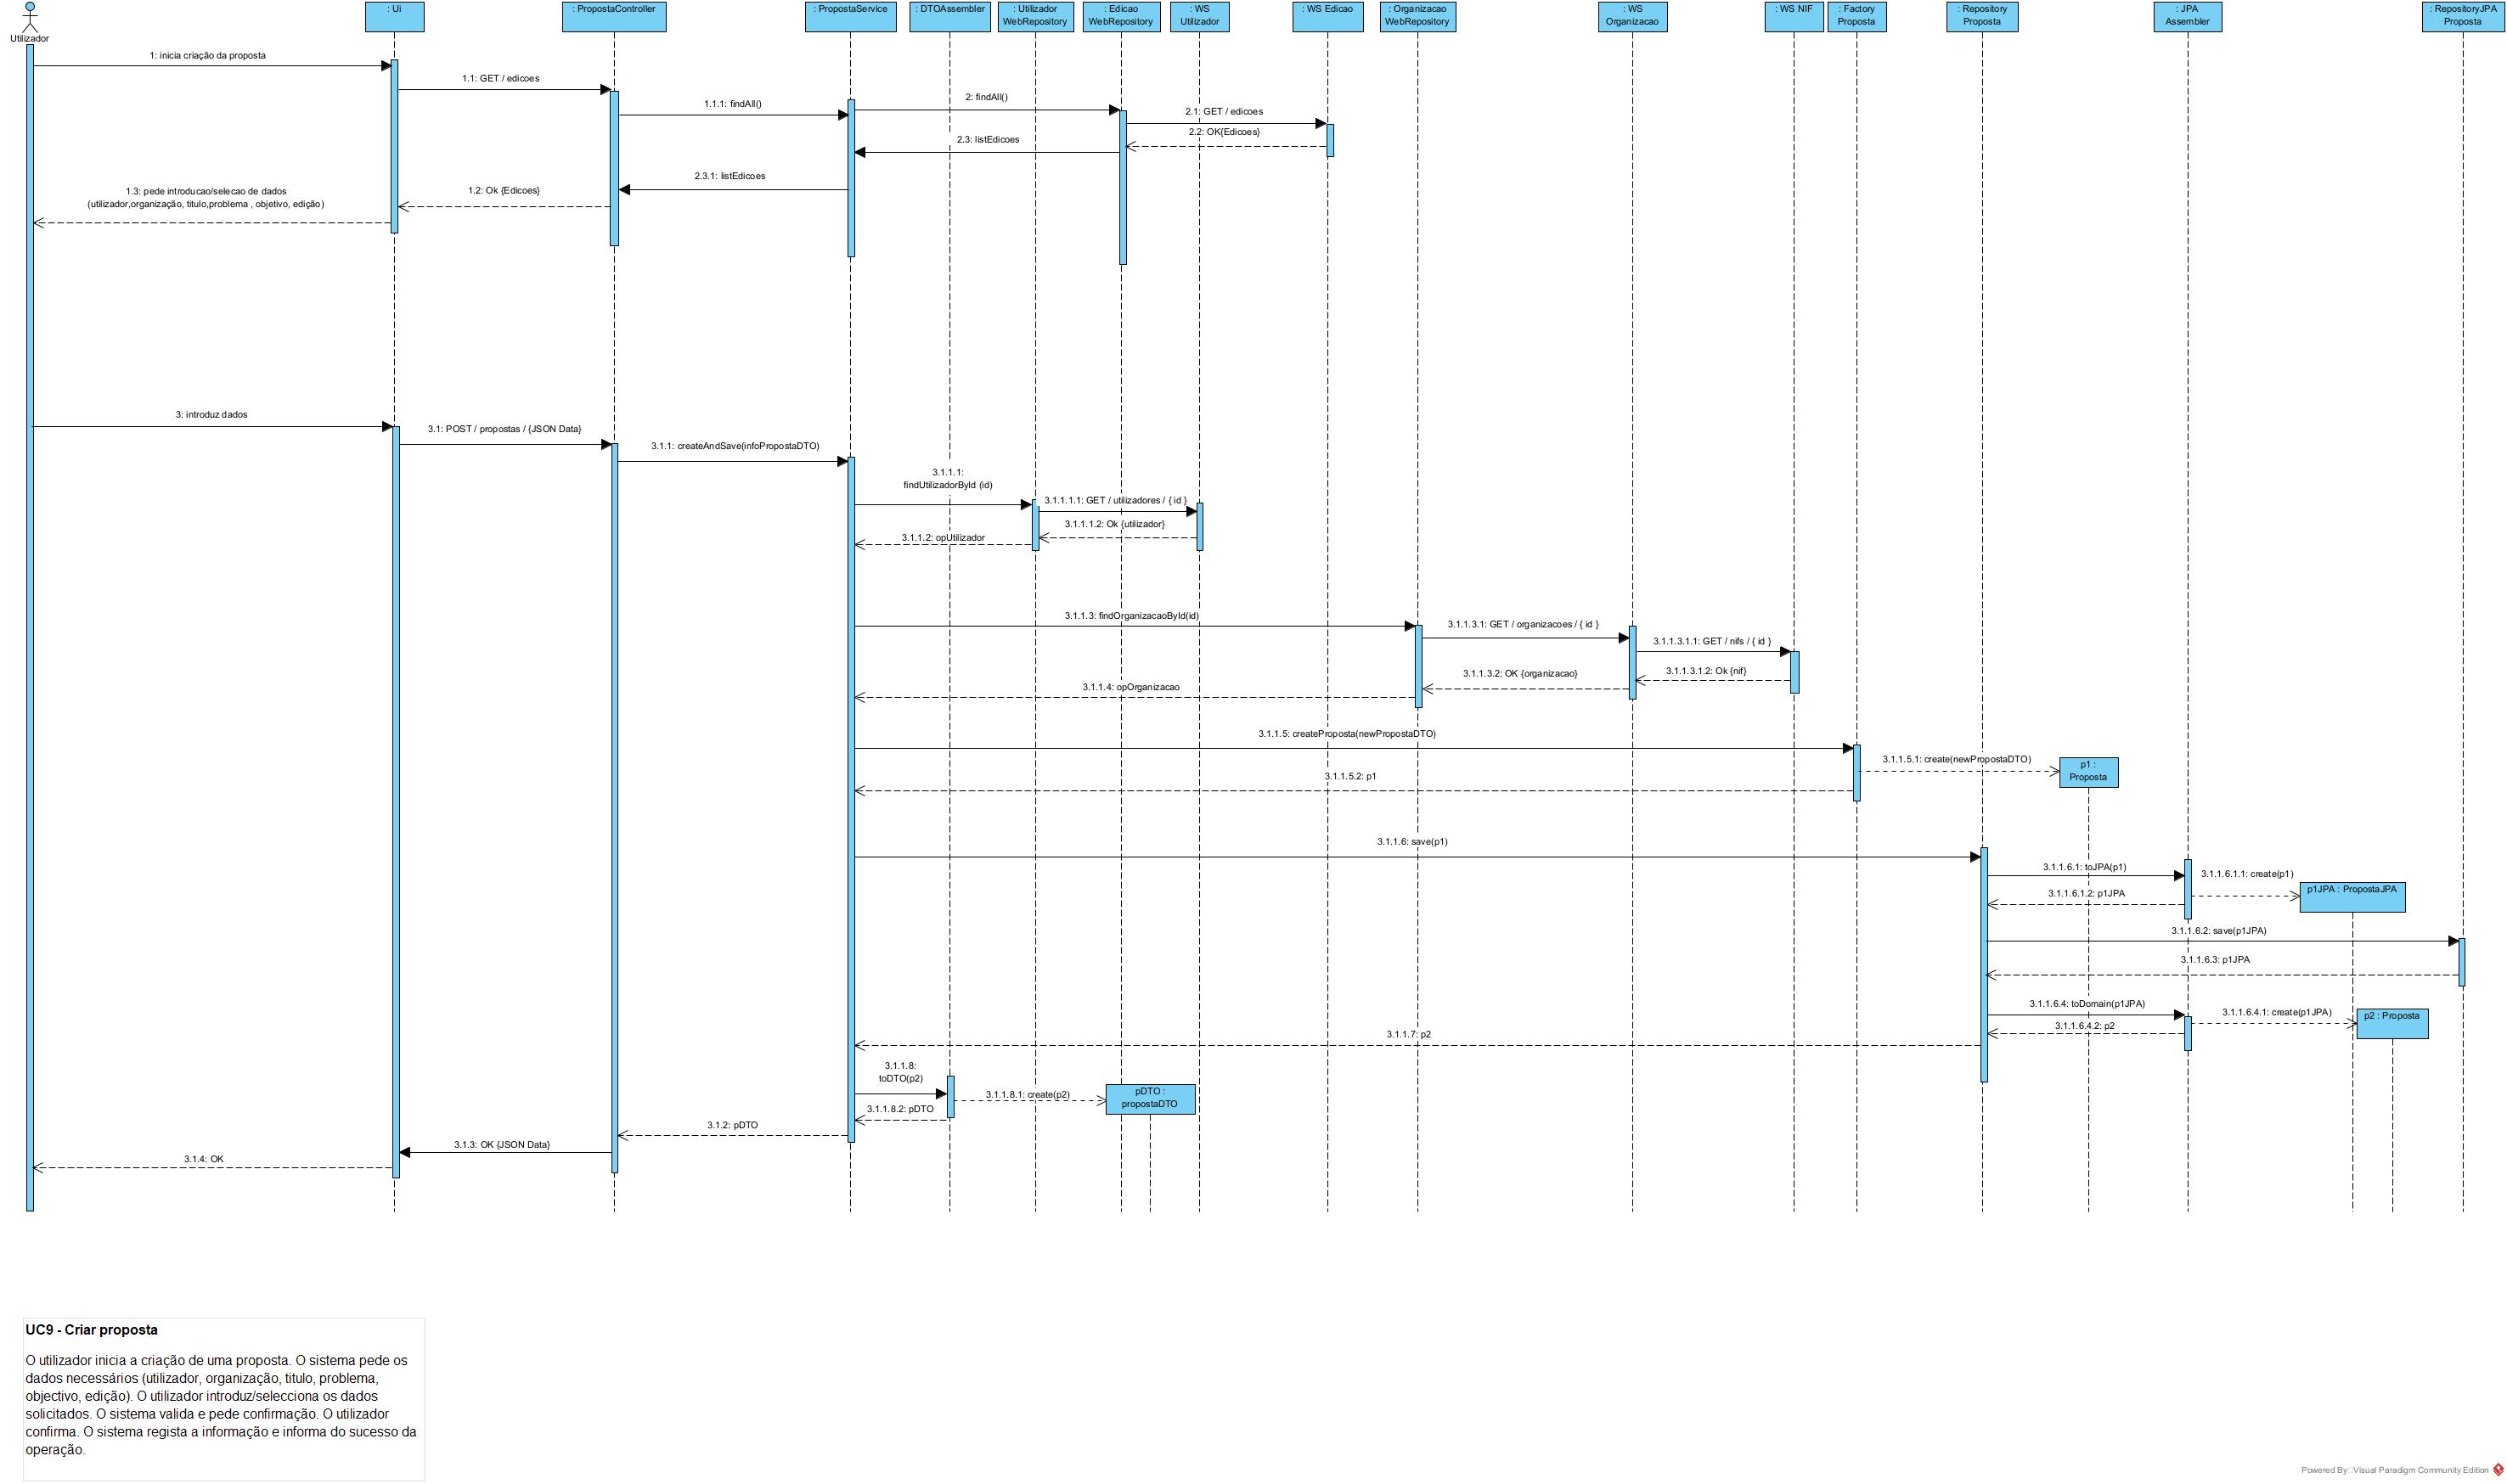 Utilizador
: Ui
: PropostaController
: PropostaService
: DTOAssembler
: Utilizador
WebRepository
: Edicao
WebRepository
: WS
Utilizador
: WS Edicao
: Organizacao
WebRepository
: WS
Organizacao
: WS NIF
: Factory
Proposta
: Repository
Proposta
: JPA
Assembler
: RepositoryJPA
Proposta
1: inicia criação da proposta
1.1: GET / edicoes
1.1.1: findAll()
2: findAll()
2.1: GET / edicoes
2.2: OK{Edicoes}
2.3: listEdicoes
2.3.1: listEdicoes
1.2: Ok {Edicoes}
1.3: pede introducao/selecao de dados
(utilizador,organização, titulo,problema , objetivo, edição)
3: introduz dados
3.1: POST / propostas / {JSON Data}
3.1.1: createAndSave(infoPropostaDTO)
3.1.1.1:
findUtilizadorById (id)
3.1.1.1.1: GET / utilizadores / { id }
3.1.1.1.2: Ok {utilizador}
3.1.1.2: opUtilizador
3.1.1.3: findOrganizacaoById(id)
3.1.1.3.1: GET / organizacoes / { id }
3.1.1.3.1.1: GET / nifs / { id }
3.1.1.3.1.2: Ok {nif}
3.1.1.3.2: OK {organizacao}
3.1.1.4: opOrganizacao
3.1.1.5: createProposta(newPropostaDTO)
3.1.1.5.1: create(newPropostaDTO)
p1 :
Proposta
3.1.1.5.2: p1
3.1.1.6: save(p1)
3.1.1.6.1: toJPA(p1)
3.1.1.6.1.1: create(p1)
p1JPA : PropostaJPA
3.1.1.6.1.2: p1JPA
3.1.1.6.2: save(p1JPA)
3.1.1.6.3: p1JPA
3.1.1.6.4: toDomain(p1JPA)
3.1.1.6.4.1: create(p1JPA)
p2 : Proposta
3.1.1.6.4.2: p2
3.1.1.7: p2
3.1.1.8:
toDTO(p2)
3.1.1.8.1: create(p2)
pDTO :
propostaDTO
3.1.1.8.2: pDTO
3.1.2: pDTO
3.1.3: OK {JSON Data}
3.1.4: OK
UC9 - Criar proposta
O utilizador inicia a criação de uma proposta. O sistema pede os
dados necessários (utilizador, organização, titulo, problema,
objectivo, edição). O utilizador introduz/selecciona os dados
solicitados. O sistema valida e pede confirmação. O utilizador
confirma. O sistema regista a informação e informa do sucesso da
operação.
Powered By: Visual Paradigm Community Edition